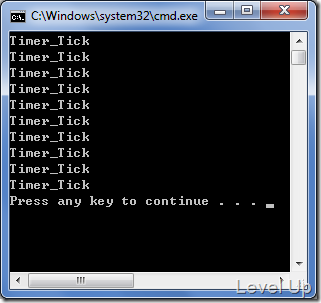 C:\Windows\system32\cmd.exe
Timer_Tick
Timer_Tick
Timer_Tick
Timer_Tick
Timer_Tick
Timer_Tick
Timer_Tick
Timer_Tick
Timer_Tick
Timer_Tick
Press any key to continue . . . _
Level Up